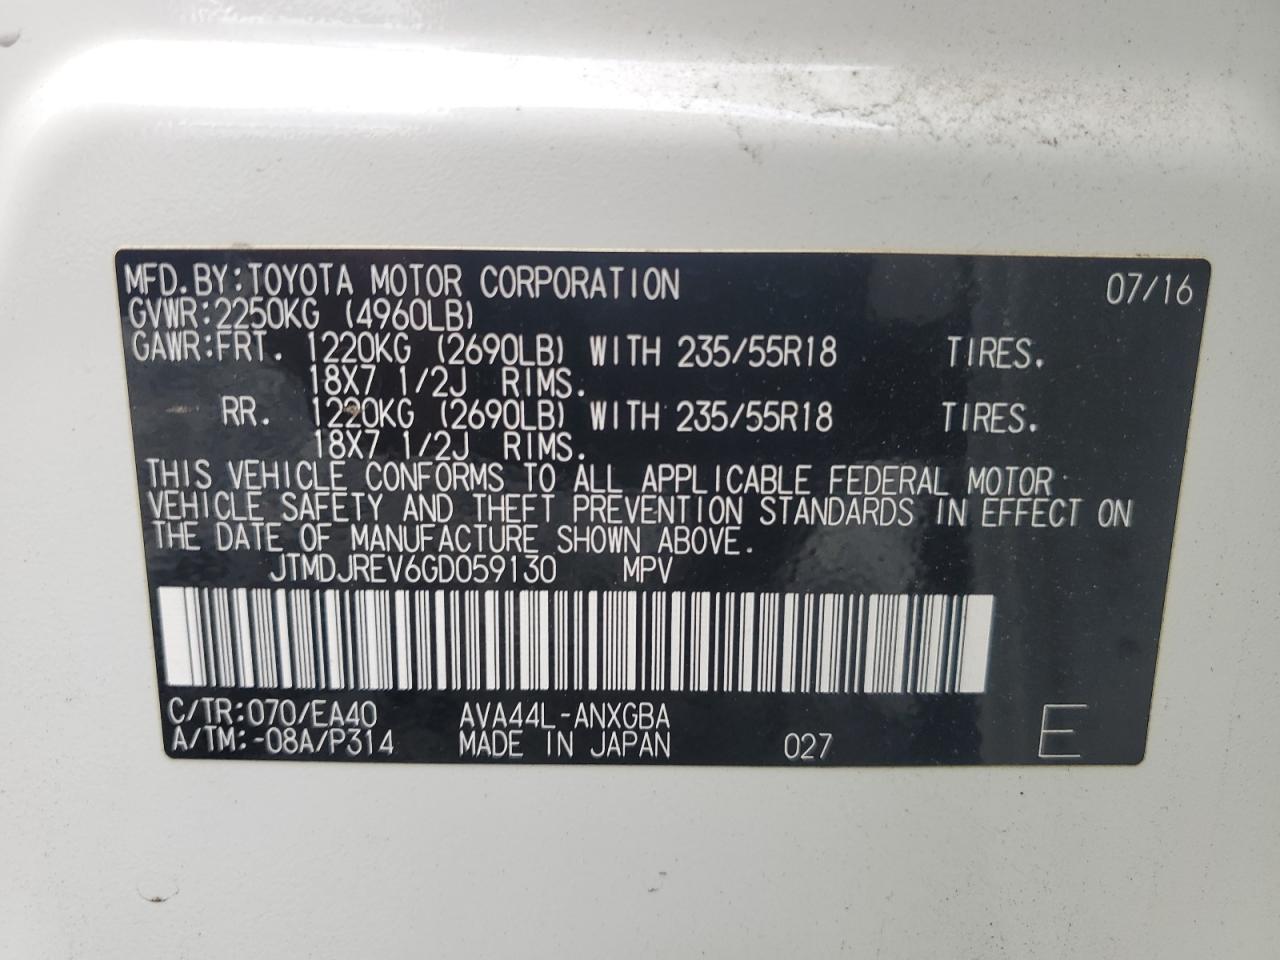 MFD.BY:TOYOTA MOTOR CORPORATION 07/16
GVWR:2250KG (4960LB)
GAWR:FRT. 1220KG (2690LB) WITH 235/55R18 TIRES.
18X7 1/2J RIMS.
RR. 1220KG (2690LB) WITH 235/55R18 TIRES.
18X7 1/2J RIMS.
THIS VEHICLE CONFORMS TO ALL APPLICABLE FEDERAL MOTOR
VEHICLE SAFETY AND THEFT PREVENTION STANDARDS IN EFFECT ON
THE DATE OF MANUFACTURE SHOWN ABOVE.
JTMDJREV6GD059130 MPV
C/TR:070/EA40 AVA44L-ANXGBA
A/TM:-08A/P314 MADE IN JAPAN 027 E